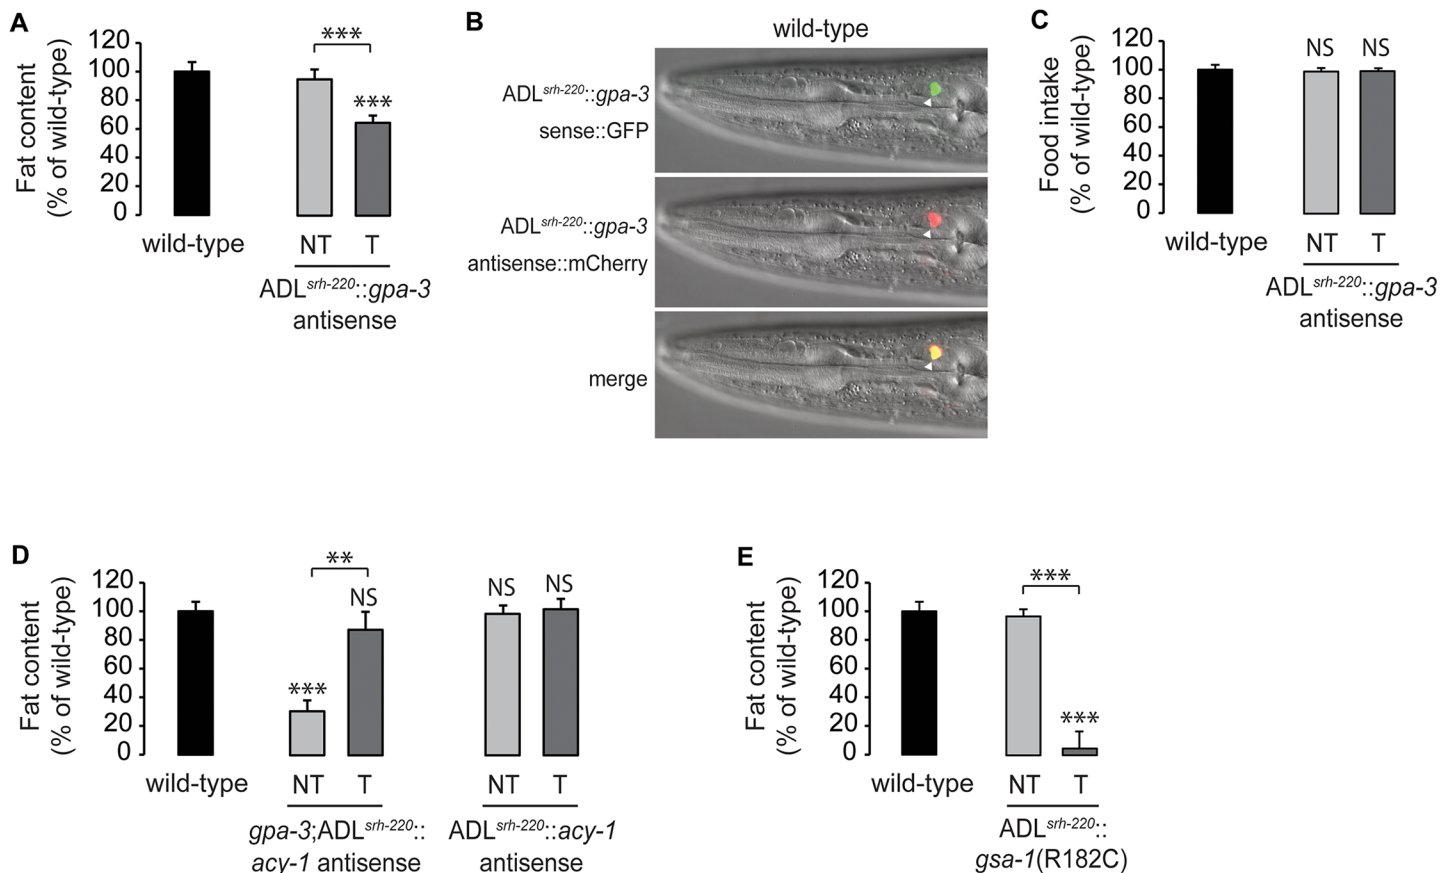 A
Fat content
(% of wild-type)
120
100
80
60
40
20
0
***
***
wild-type
NT
T
ADLsrh-220::gpa-3
antisense
B
wild-type
ADLsrh-220::gpa-3
sense::GFP
ADLsrh-220::gpa-3
antisense::mCherry
merge
C
Food intake
(% of wild-type)
120
100
80
60
40
20
0
NS
NS
wild-type
NT
T
ADLsrh-220::gpa-3
antisense
D
Fat content
(% of wild-type)
120
100
80
60
40
20
0
**
NS
***
NS
NS
wild-type
NT
T
gpa-3;ADLsrh-220::
acy-1 antisense
NT
T
ADLsrh-220::acy-1
antisense
E
Fat content
(% of wild-type)
120
100
80
60
40
20
0
***
***
wild-type
NT
T
ADLsrh-220::
gsa-1(R182C)